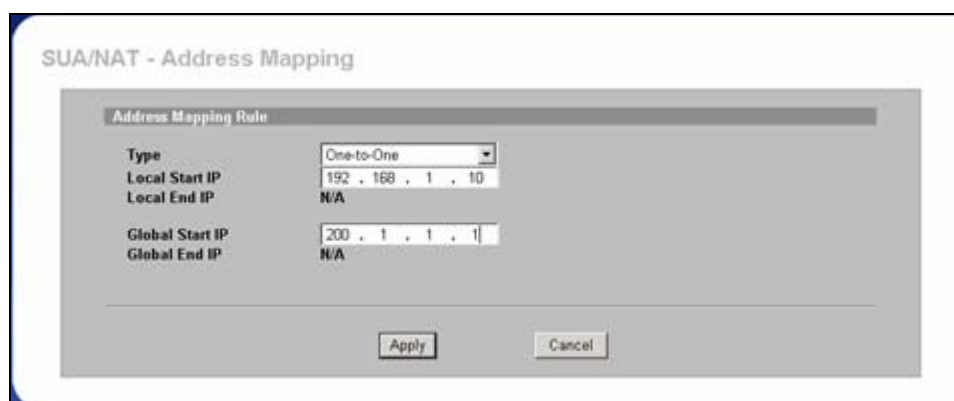 SUA/NAT - Address Mapping
Address Mapping Rule
Type One-to-One
Local Start IP 192 . 168 . 1 . 10
Local End IP N/A
Global Start IP 200 . 1 . 1 . 1
Global End IP N/A
Apply Cancel